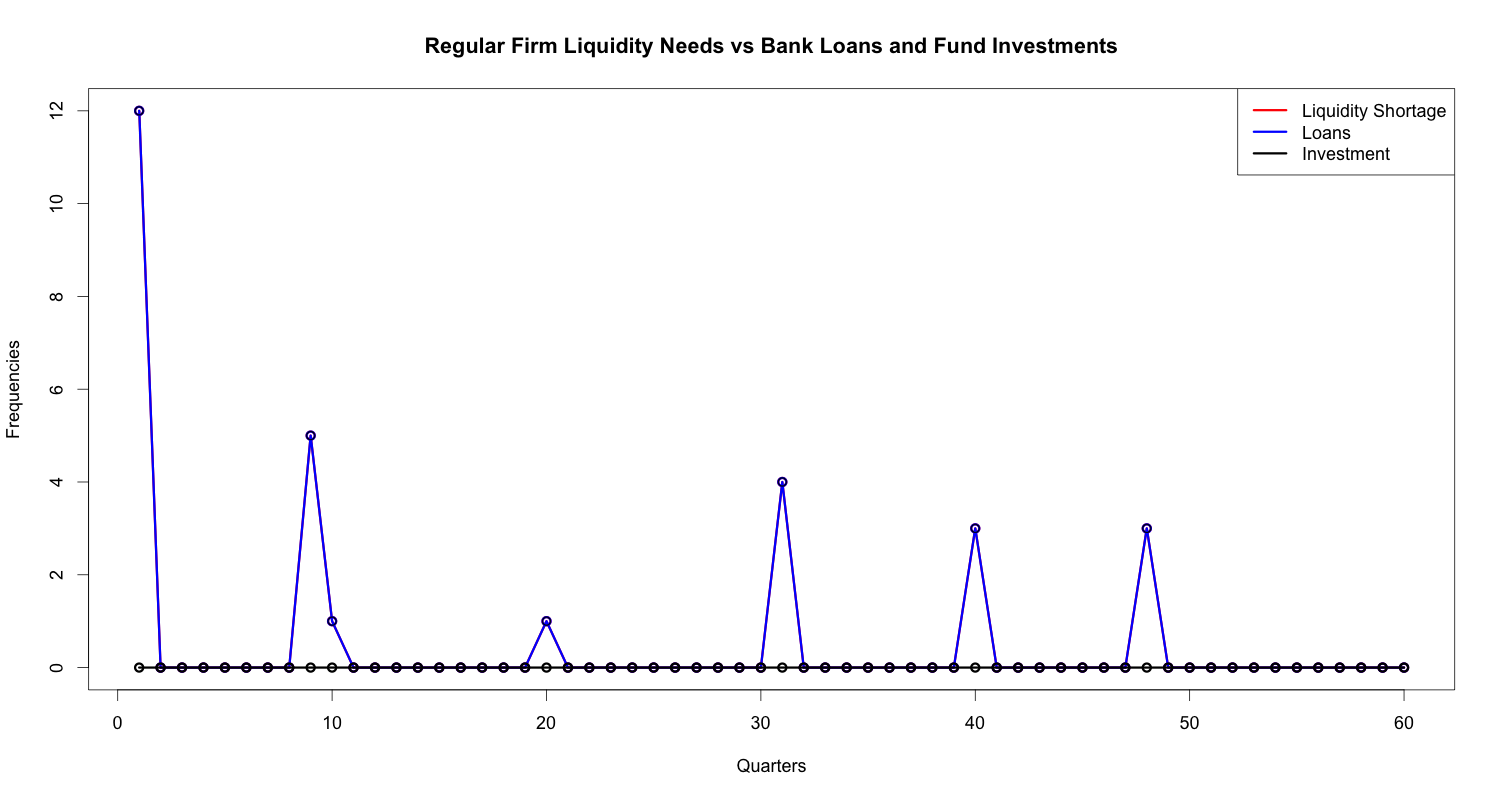 Regular Firm Liquidity Needs vs Bank Loans and Fund Investments
Liquidity Shortage
Loans
Investment
Frequencies
12
10
8
6
4
2
0
0 10 20 30 40 50 60
Quarters